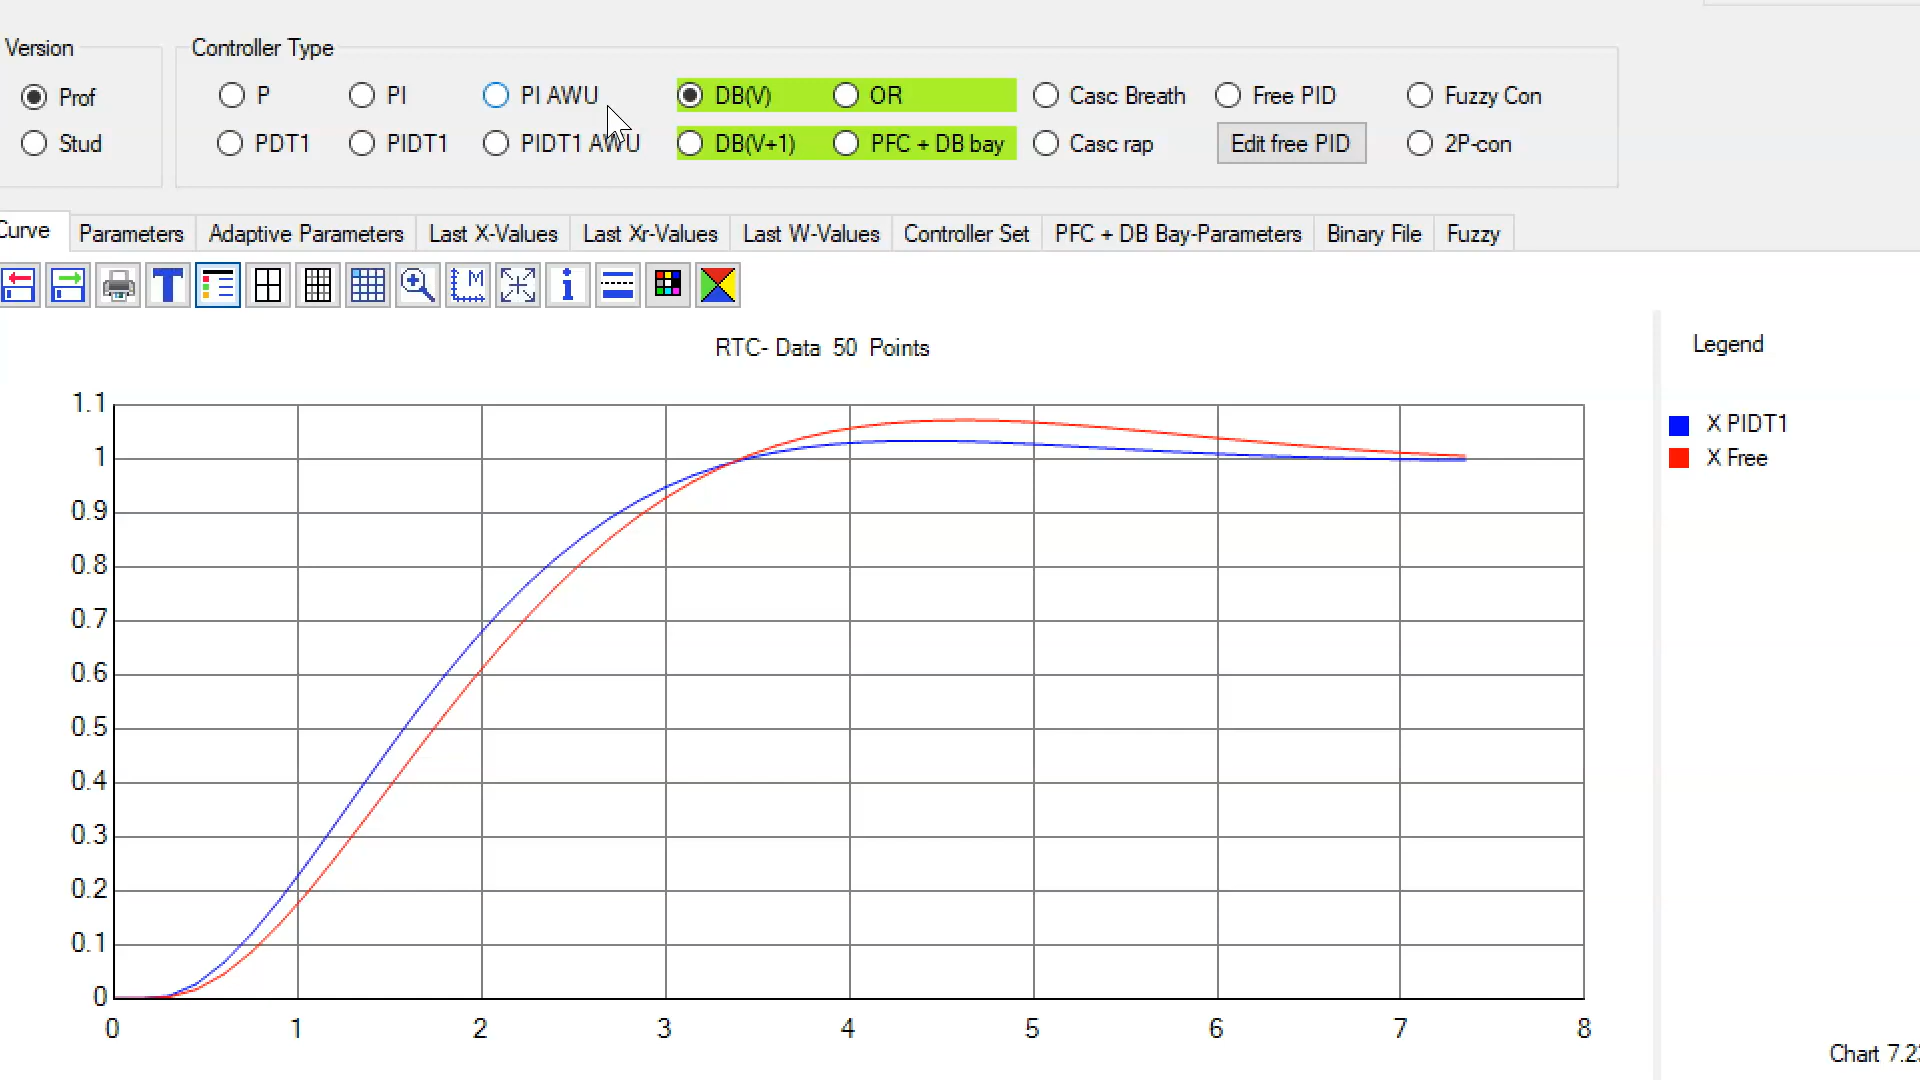 Version
Controller Type
Prof
P
PI
PI AWU
DB(V)
OR
Casc Breath
Free PID
Fuzzy Con
Stud
PDT1
PIDT1
PIDT1 AWU
DB(V+1)
PFC + DB bay
Casc rap
Edit free PID
2P-con
Curve
Parameters
Adaptive Parameters
Last X-Values
Last Xr-Values
Last W-Values
Controller Set
PFC + DB Bay-Parameters
Binary File
Fuzzy
T
M
i
RTC- Data 50 Points
Legend
X PIDT1
X Free
1.1
1
0.9
0.8
0.7
0.6
0.5
0.4
0.3
0.2
0.1
0
0 1 2 3 4 5 6 7 8
Chart